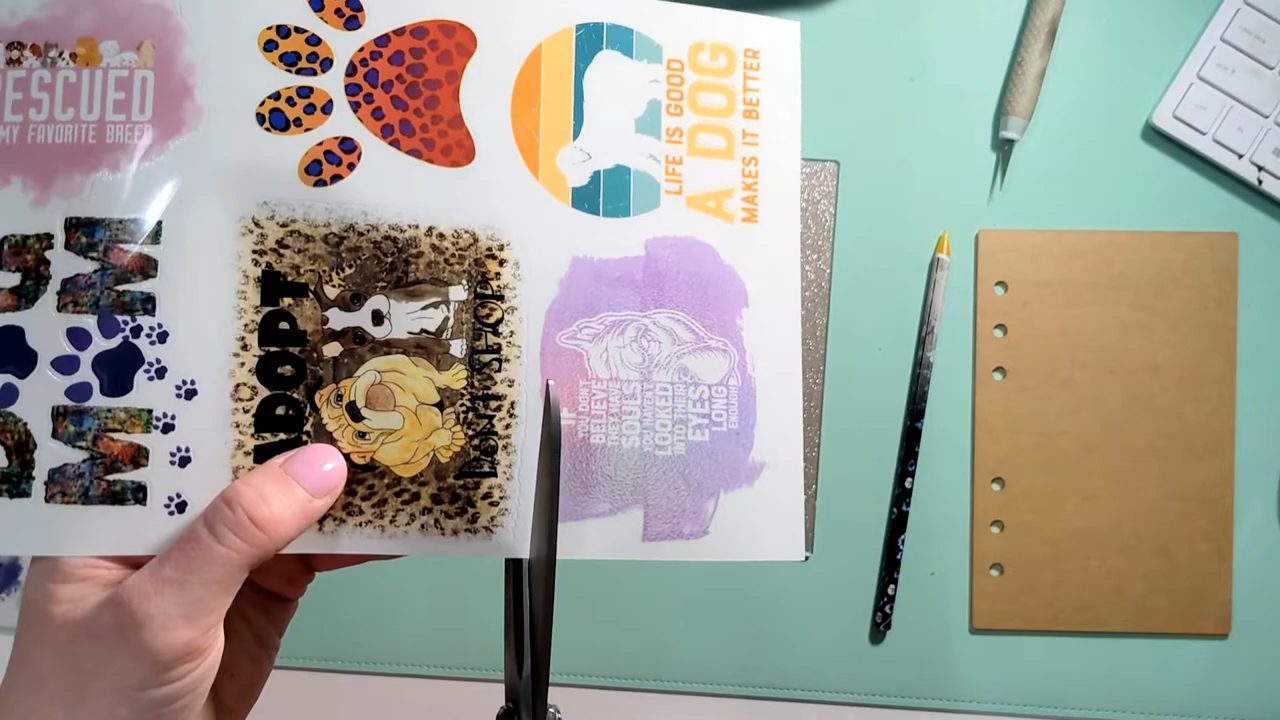 RESCUED
MY FAVORITE BREED
MOM
ADOPT
DON'T SHOP
LIFE IS GOOD
A DOG
MAKES IT BETTER
IF
YOU DON'T
BELIEVE
THEY HAVE
SOULS
YOU HAVEN'T
LOOKED
INTO THEIR
EYES
LONG
ENOUGH